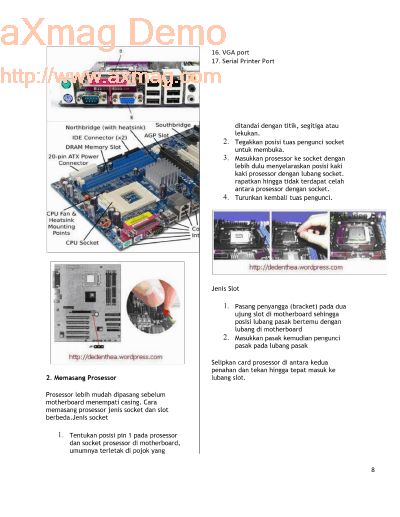 aXmag Demo
http://www.axmag.com
8
9
Northbridge (with heatsink)
Southbridge
IDE Connector (x2)
AGP Slot
DRAM Memory Slot
20-pin ATX Power
Connector
CPU Fan &
Heatsink
Mounting
Points
CPU Socket
Co
Int
http://dedenthea.wordpress.com
2. Memasang Prosessor
Prosessor lebih mudah dipasang sebelum
motherboard menempati casing. Cara
memasang prosessor jenis socket dan slot
berbeda.Jenis socket
1. Tentukan posisi pin 1 pada prosessor
dan socket prosesor di motherboard,
umumnya terletak di pojok yang
16. VGA port
17. Serial Printer Port
ditandai dengan titik, segitiga atau
lekukan.
2. Tegakkan posisi tuas pengunci socket
untuk membuka.
3. Masukkan prosessor ke socket dengan
lebih dulu menyelaraskan posisi kaki
kaki prosessor dengan lubang socket.
rapatkan hingga tidak terdapat celah
antara prosessor dengan socket.
4. Turunkan kembali tuas pengunci.
http://dedenthea.wordpress.com
Jenis Slot
1. Pasang penyangga (bracket) pada dua
ujung slot di motherboard sehingga
posisi lubang pasak bertemu dengan
lubang di motherboard
2. Masukkan pasak kemudian pengunci
pasak pada lubang pasak
Selipkan card prosessor di antara kedua
penahan dan tekan hingga tepat masuk ke
lubang slot.
8